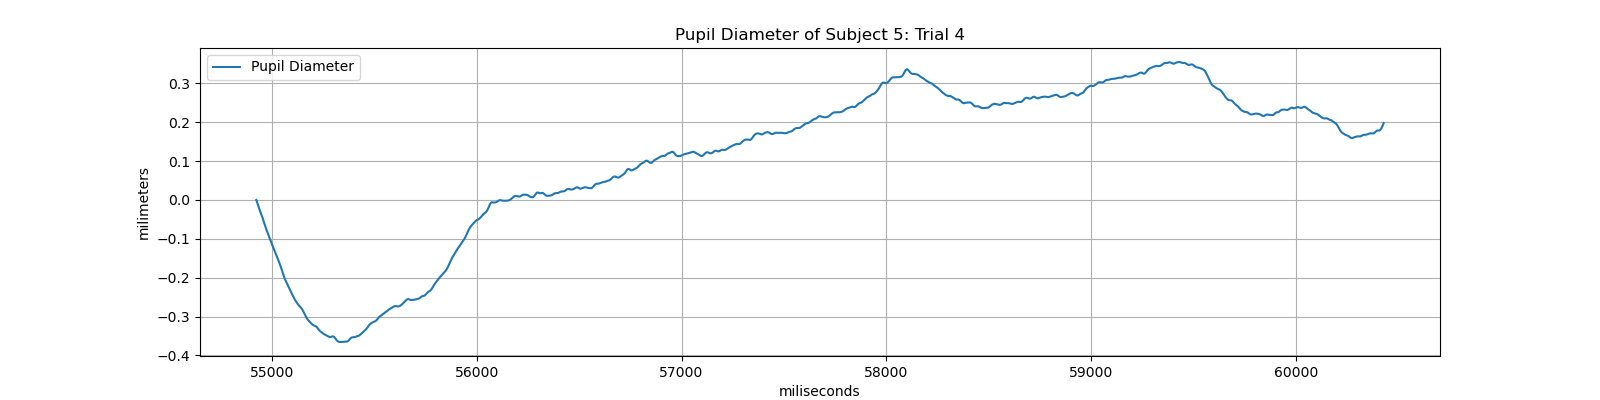 Pupil Diameter of Subject 5: Trial 4
Pupil Diameter
milimeters
0.3
0.2
0.1
0.0
−0.1
−0.2
−0.3
−0.4
55000 56000 57000 58000 59000 60000
miliseconds